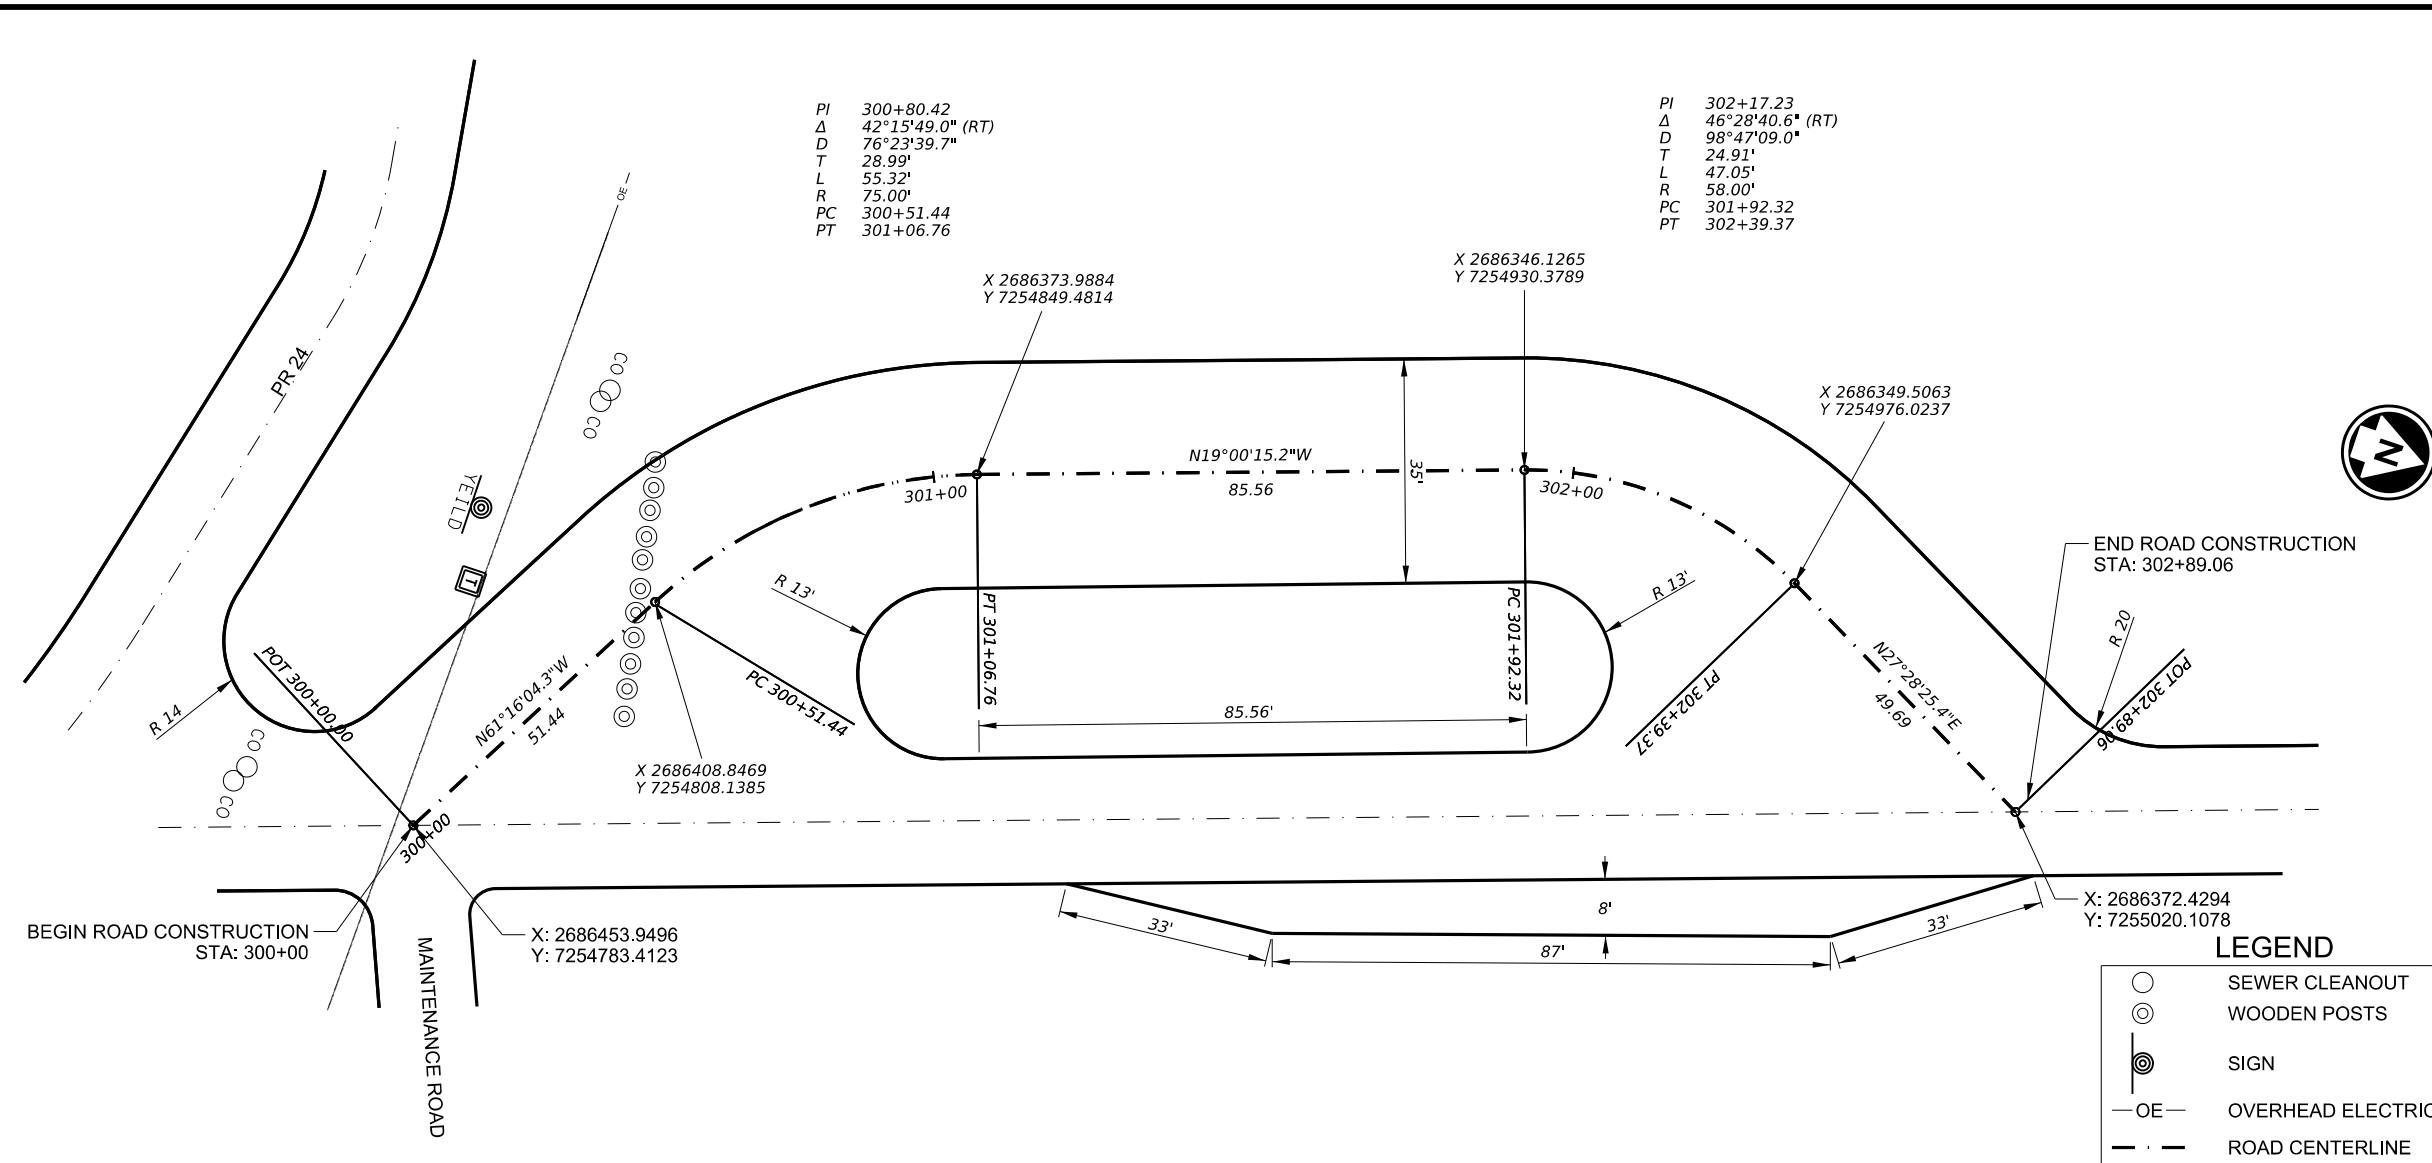 PI 300+80.42
Δ 42°15'49.0" (RT)
D 76°23'39.7"
T 28.99'
L 55.32'
R 75.00'
PC 300+51.44
PT 301+06.76
PI 302+17.23
Δ 46°28'40.6" (RT)
D 98°47'09.0"
T 24.91'
L 47.05'
R 58.00'
PC 301+92.32
PT 302+39.37
OE
X 2686373.9884
Y 7254849.4814
X 2686346.1265
Y 7254930.3789
X 2686349.5063
Y 7254976.0237
PR 24
CO
CO
YEILD
T
301+00
N19°00'15.2"W
85.56
35'
302+00
N
END ROAD CONSTRUCTION
STA: 302+89.06
R 13'
R 13'
R 20
PT 301+06.76
PC 301+92.32
POT 300+00.00
R 14
N61°16'04.3"W
51.44
PC 300+51.44
85.56'
PT 302+39.37
N27°28'25.4"E
49.69
POT 302+89.06
CO
CO
X 2686408.8469
Y 7254808.1385
300+00
BEGIN ROAD CONSTRUCTION
STA: 300+00
X: 2686453.9496
Y: 7254783.4123
MAINTENANCE ROAD
33'
8'
87'
33'
X: 2686372.4294
Y: 7255020.1078
LEGEND
SEWER CLEANOUT
WOODEN POSTS
SIGN
OE OVERHEAD ELECTRIC
ROAD CENTERLINE